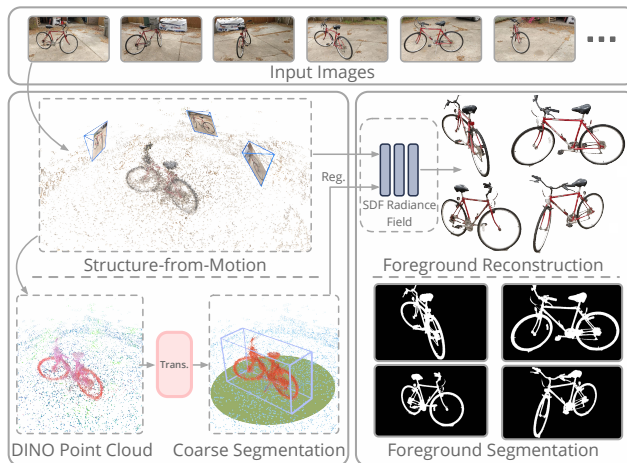 Input Images
Reg.
SDF Radiance
Field
Structure-from-Motion
Foreground Reconstruction
Trans.
DINO Point Cloud
Coarse Segmentation
Foreground Segmentation